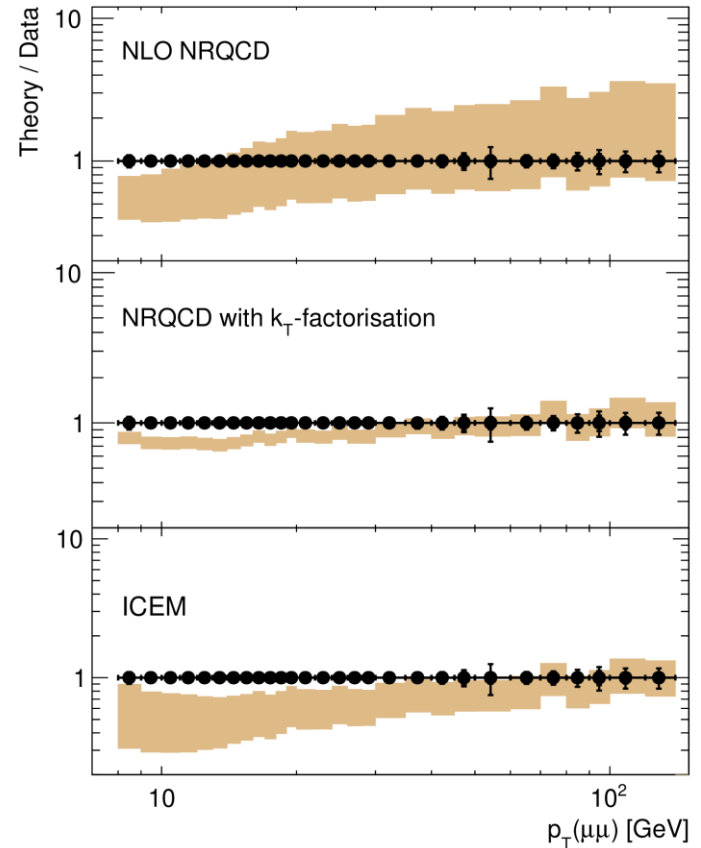 Theory / Data
10
NLO NRQCD
1
10
NRQCD with k_T-factorisation
1
10
ICEM
1
10
10²
p_T(μμ) [GeV]